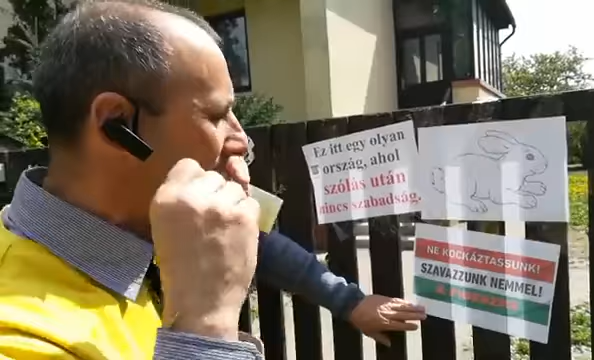 Ez itt egy olyan
ország, ahol
szólás után
nincs szabadság.
NE KOCKÁZTASSUNK!
SZAVAZZUNK NEMMEL!